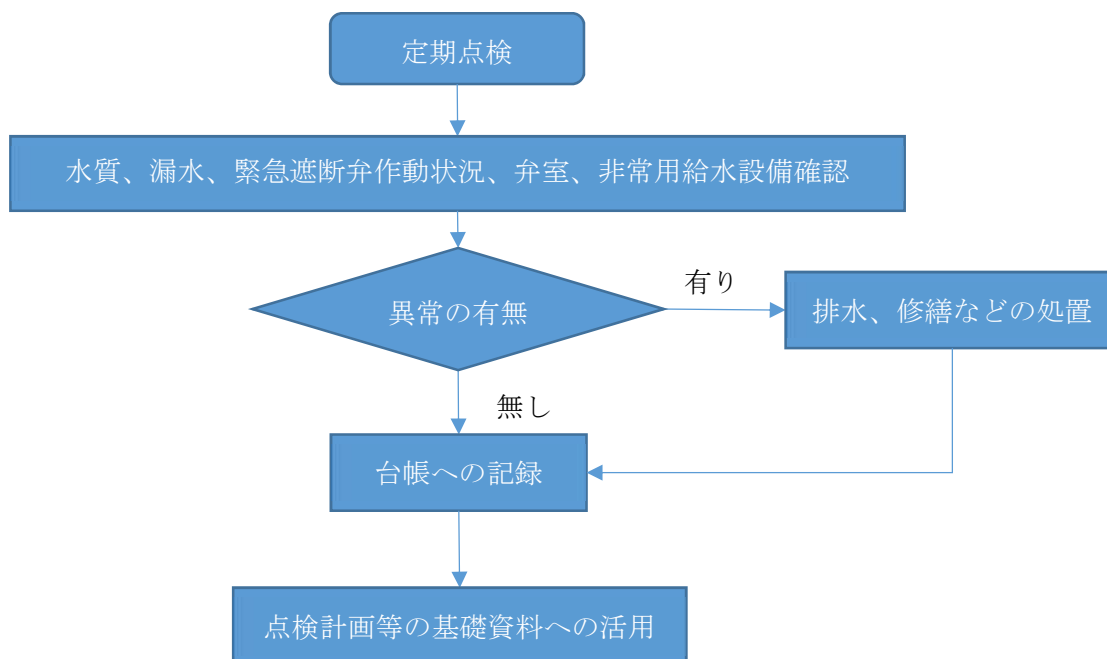 定期点検
水質、漏水、緊急遮断弁作動状況、弁室、非常用給水設備確認
異常の有無
有り
排水、修繕などの処置
無し
台帳への記録
点検計画等の基礎資料への活用